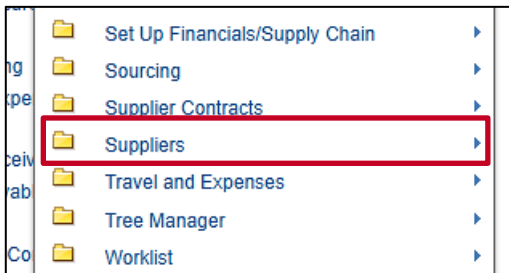 Set Up Financials/Supply Chain
Sourcing
Supplier Contracts
Suppliers
Travel and Expenses
Tree Manager
Worklist